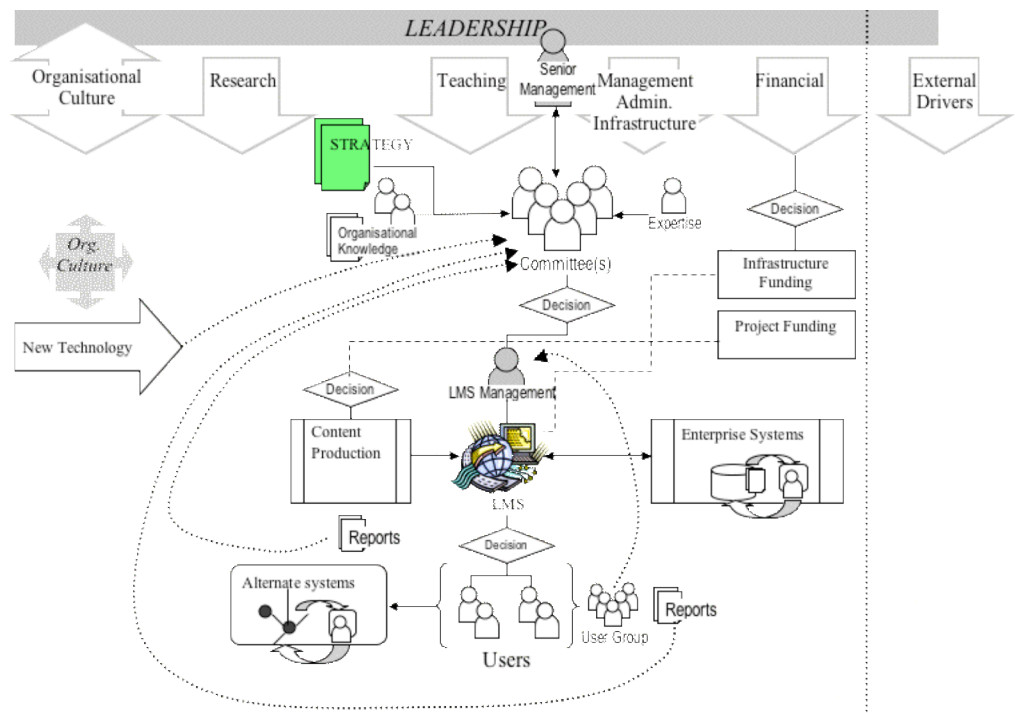 LEADERSHIP
Organisational
Culture
Research
Teaching
Senior
Management
Management
Admin.
Infrastructure
Financial
External
Drivers
STRATEGY
Organisational
Knowledge
Expertise
Committee(s)
Decision
Infrastructure
Funding
Project Funding
Org.
Culture
New Technology
Decision
LMS Management
Decision
Content
Production
LMS
Enterprise Systems
Reports
Decision
Alternate systems
Users
User Group
Reports